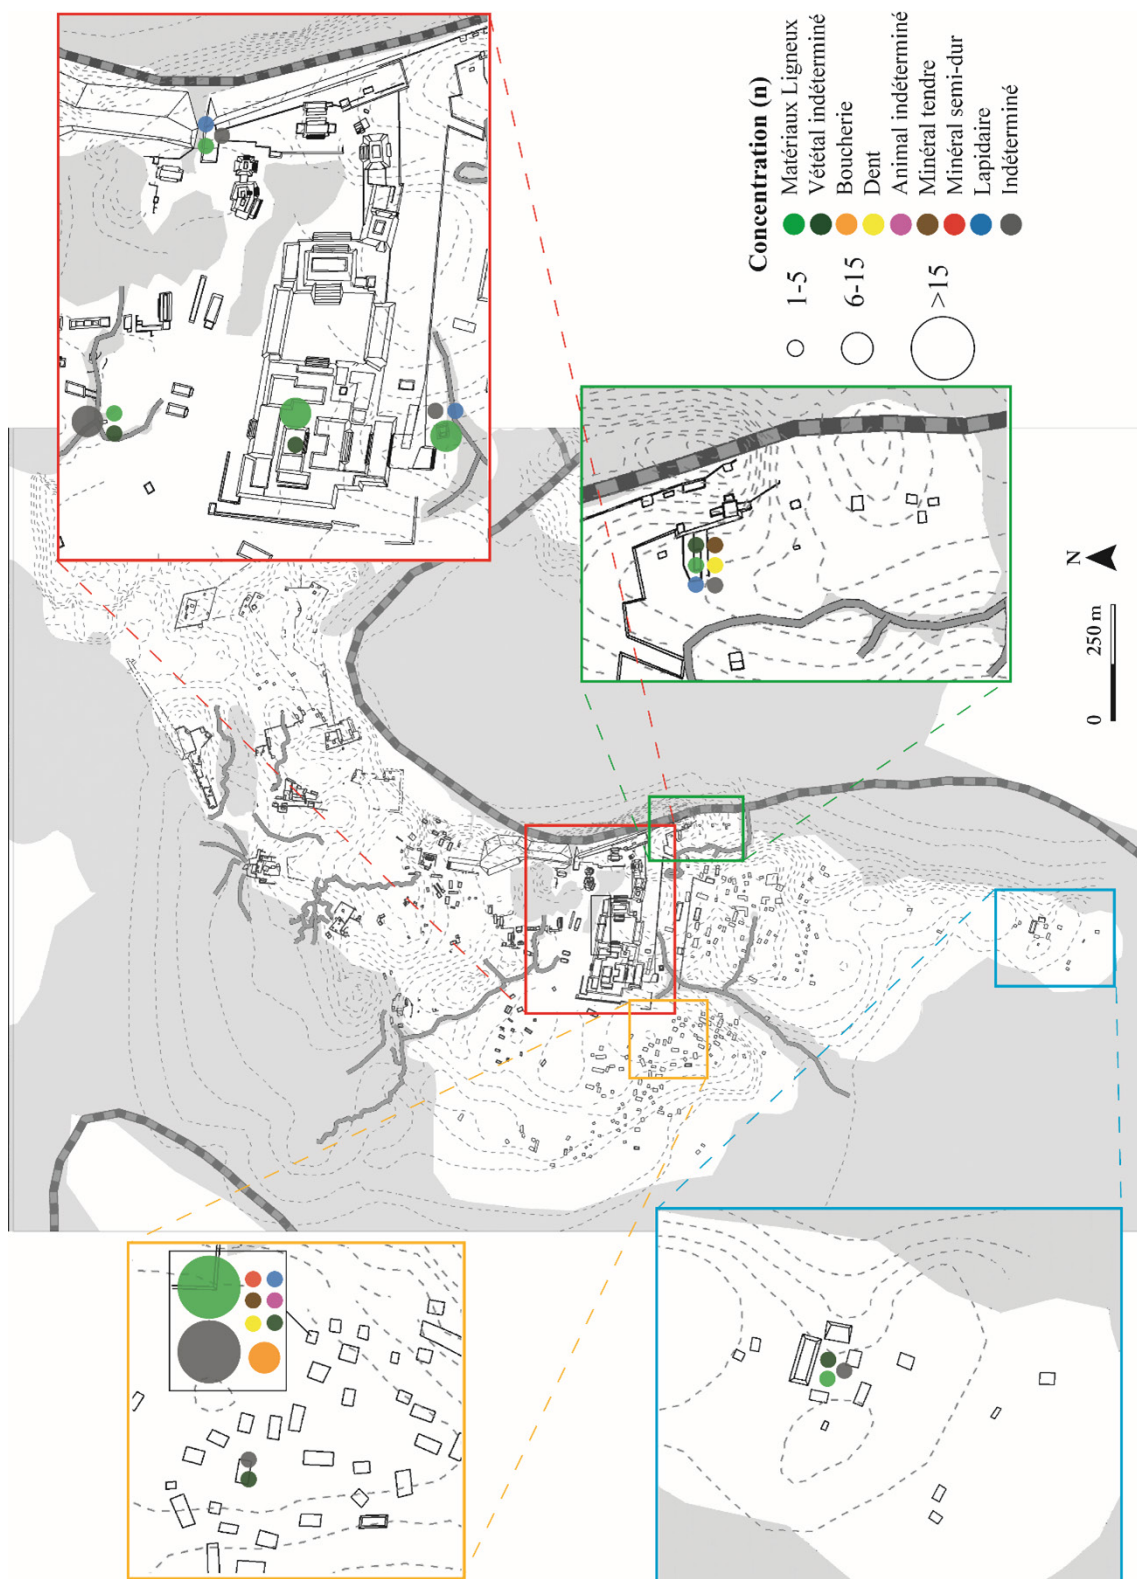 Concentration (n)
1-5
6-15
>15
Matériaux Ligneux
Vététal indéterminé
Boucherie
Dent
Animal indéterminé
Minéral tendre
Minéral semi-dur
Lapidaire
Indéterminé
N
0 250 m